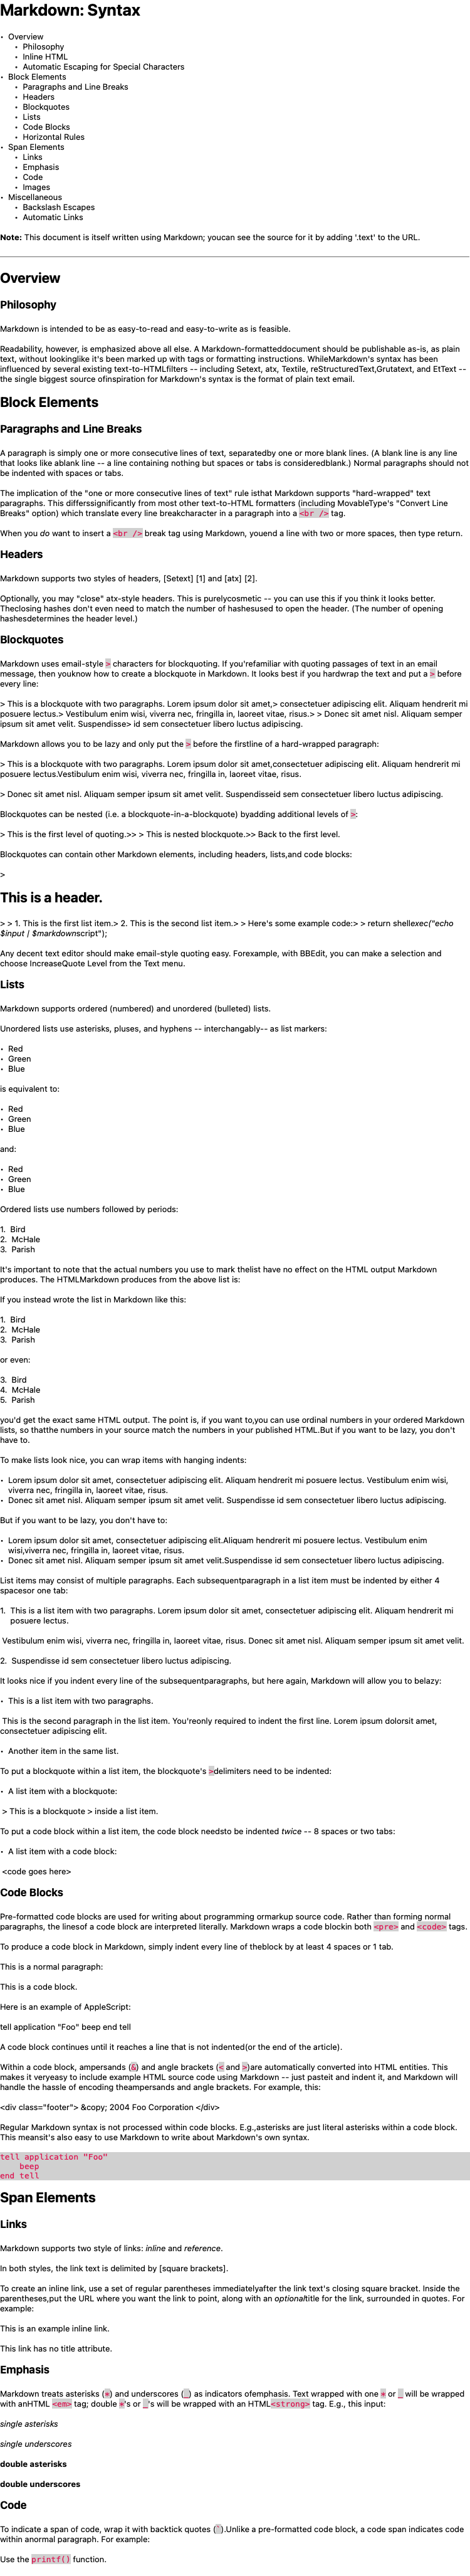 Markdown: Syntax
• Overview
• Philosophy
• Inline HTML
• Automatic Escaping for Special Characters
• Block Elements
• Paragraphs and Line Breaks
• Headers
• Blockquotes
• Lists
• Code Blocks
• Horizontal Rules
• Span Elements
• Links
• Emphasis
• Code
• Images
• Miscellaneous
• Backslash Escapes
• Automatic Links
Note: This document is itself written using Markdown; youcan see the source for it by adding '.text' to the URL.
Overview
Philosophy
Markdown is intended to be as easy-to-read and easy-to-write as is feasible.
Readability, however, is emphasized above all else. A Markdown-formatteddocument should be publishable as-is, as plain
text, without lookinglike it's been marked up with tags or formatting instructions. WhileMarkdown's syntax has been
influenced by several existing text-to-HTMLfilters -- including Setext, atx, Textile, reStructuredText,Grutatext, and EtText --
the single biggest source ofinspiration for Markdown's syntax is the format of plain text email.
Block Elements
Paragraphs and Line Breaks
A paragraph is simply one or more consecutive lines of text, separatedby one or more blank lines. (A blank line is any line
that looks like ablank line -- a line containing nothing but spaces or tabs is consideredblank.) Normal paragraphs should not
be indented with spaces or tabs.
The implication of the "one or more consecutive lines of text" rule isthat Markdown supports "hard-wrapped" text
paragraphs. This differssignificantly from most other text-to-HTML formatters (including MovableType's "Convert Line
Breaks" option) which translate every line breakcharacter in a paragraph into a <br /> tag.
When you do want to insert a <br /> break tag using Markdown, youend a line with two or more spaces, then type return.
Headers
Markdown supports two styles of headers, [Setext] [1] and [atx] [2].
Optionally, you may "close" atx-style headers. This is purelycosmetic -- you can use this if you think it looks better.
Theclosing hashes don't even need to match the number of hashesused to open the header. (The number of opening
hashesdetermines the header level.)
Blockquotes
Markdown uses email-style > characters for blockquoting. If you'refamiliar with quoting passages of text in an email
message, then youknow how to create a blockquote in Markdown. It looks best if you hardwrap the text and put a > before
every line:
> This is a blockquote with two paragraphs. Lorem ipsum dolor sit amet,> consectetuer adipiscing elit. Aliquam hendrerit mi
posuere lectus.> Vestibulum enim wisi, viverra nec, fringilla in, laoreet vitae, risus.> > Donec sit amet nisl. Aliquam semper
ipsum sit amet velit. Suspendisse> id sem consectetuer libero luctus adipiscing.
Markdown allows you to be lazy and only put the > before the firstline of a hard-wrapped paragraph:
> This is a blockquote with two paragraphs. Lorem ipsum dolor sit amet,consectetuer adipiscing elit. Aliquam hendrerit mi
posuere lectus.Vestibulum enim wisi, viverra nec, fringilla in, laoreet vitae, risus.
> Donec sit amet nisl. Aliquam semper ipsum sit amet velit. Suspendisseid sem consectetuer libero luctus adipiscing.
Blockquotes can be nested (i.e. a blockquote-in-a-blockquote) byadding additional levels of >:
> This is the first level of quoting.>> > This is nested blockquote.>> Back to the first level.
Blockquotes can contain other Markdown elements, including headers, lists,and code blocks:
>
This is a header.
> > 1. This is the first list item.> 2. This is the second list item.> > Here's some example code:> > return shellexec("echo
$input | $markdownscript");
Any decent text editor should make email-style quoting easy. Forexample, with BBEdit, you can make a selection and
choose IncreaseQuote Level from the Text menu.
Lists
Markdown supports ordered (numbered) and unordered (bulleted) lists.
Unordered lists use asterisks, pluses, and hyphens -- interchangably-- as list markers:
• Red
• Green
• Blue
is equivalent to:
• Red
• Green
• Blue
and:
• Red
• Green
• Blue
Ordered lists use numbers followed by periods:
1. Bird
2. McHale
3. Parish
It's important to note that the actual numbers you use to mark thelist have no effect on the HTML output Markdown
produces. The HTMLMarkdown produces from the above list is:
If you instead wrote the list in Markdown like this:
1. Bird
2. McHale
3. Parish
or even:
3. Bird
4. McHale
5. Parish
you'd get the exact same HTML output. The point is, if you want to,you can use ordinal numbers in your ordered Markdown
lists, so thatthe numbers in your source match the numbers in your published HTML.But if you want to be lazy, you don't
have to.
To make lists look nice, you can wrap items with hanging indents:
• Lorem ipsum dolor sit amet, consectetuer adipiscing elit. Aliquam hendrerit mi posuere lectus. Vestibulum enim wisi,
viverra nec, fringilla in, laoreet vitae, risus.
• Donec sit amet nisl. Aliquam semper ipsum sit amet velit. Suspendisse id sem consectetuer libero luctus adipiscing.
But if you want to be lazy, you don't have to:
• Lorem ipsum dolor sit amet, consectetuer adipiscing elit.Aliquam hendrerit mi posuere lectus. Vestibulum enim
wisi,viverra nec, fringilla in, laoreet vitae, risus.
• Donec sit amet nisl. Aliquam semper ipsum sit amet velit.Suspendisse id sem consectetuer libero luctus adipiscing.
List items may consist of multiple paragraphs. Each subsequentparagraph in a list item must be indented by either 4
spacesor one tab:
1. This is a list item with two paragraphs. Lorem ipsum dolor sit amet, consectetuer adipiscing elit. Aliquam hendrerit mi
posuere lectus.
Vestibulum enim wisi, viverra nec, fringilla in, laoreet vitae, risus. Donec sit amet nisl. Aliquam semper ipsum sit amet velit.
2. Suspendisse id sem consectetuer libero luctus adipiscing.
It looks nice if you indent every line of the subsequentparagraphs, but here again, Markdown will allow you to belazy:
• This is a list item with two paragraphs.
This is the second paragraph in the list item. You'reonly required to indent the first line. Lorem ipsum dolorsit amet,
consectetuer adipiscing elit.
• Another item in the same list.
To put a blockquote within a list item, the blockquote's >delimiters need to be indented:
• A list item with a blockquote:
> This is a blockquote > inside a list item.
To put a code block within a list item, the code block needsto be indented twice -- 8 spaces or two tabs:
• A list item with a code block:
<code goes here>
Code Blocks
Pre-formatted code blocks are used for writing about programming ormarkup source code. Rather than forming normal
paragraphs, the linesof a code block are interpreted literally. Markdown wraps a code blockin both <pre> and <code> tags.
To produce a code block in Markdown, simply indent every line of theblock by at least 4 spaces or 1 tab.
This is a normal paragraph:
This is a code block.
Here is an example of AppleScript:
tell application "Foo" beep end tell
A code block continues until it reaches a line that is not indented(or the end of the article).
Within a code block, ampersands (&) and angle brackets (< and >)are automatically converted into HTML entities. This
makes it veryeasy to include example HTML source code using Markdown -- just pasteit and indent it, and Markdown will
handle the hassle of encoding theampersands and angle brackets. For example, this:
<div class="footer"> &copy; 2004 Foo Corporation </div>
Regular Markdown syntax is not processed within code blocks. E.g.,asterisks are just literal asterisks within a code block.
This meansit's also easy to use Markdown to write about Markdown's own syntax.
tell application "Foo"
    beep
end tell
Span Elements
Links
Markdown supports two style of links: inline and reference.
In both styles, the link text is delimited by [square brackets].
To create an inline link, use a set of regular parentheses immediatelyafter the link text's closing square bracket. Inside the
parentheses,put the URL where you want the link to point, along with an optionaltitle for the link, surrounded in quotes. For
example:
This is an example inline link.
This link has no title attribute.
Emphasis
Markdown treats asterisks (*) and underscores (_) as indicators ofemphasis. Text wrapped with one * or _ will be wrapped
with anHTML <em> tag; double *'s or _'s will be wrapped with an HTML<strong> tag. E.g., this input:
single asterisks
single underscores
double asterisks
double underscores
Code
To indicate a span of code, wrap it with backtick quotes (`).Unlike a pre-formatted code block, a code span indicates code
within anormal paragraph. For example:
Use the printf() function.